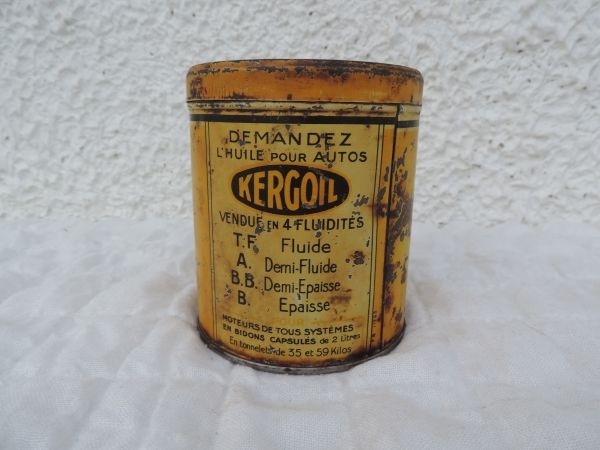 DEMANDEZ
L'HUILE POUR AUTOS
KERGOIL
VENDUE EN 4 FLUIDITÉS
T.F. Fluide
A. Demi-Fluide
B.B. Demi-Epaisse
B. Epaisse
POUR
MOTEURS DE TOUS SYSTÈMES
EN BIDONS CAPSULÉS de 2 Litres
En tonnelets de 35 et 59 Kilos